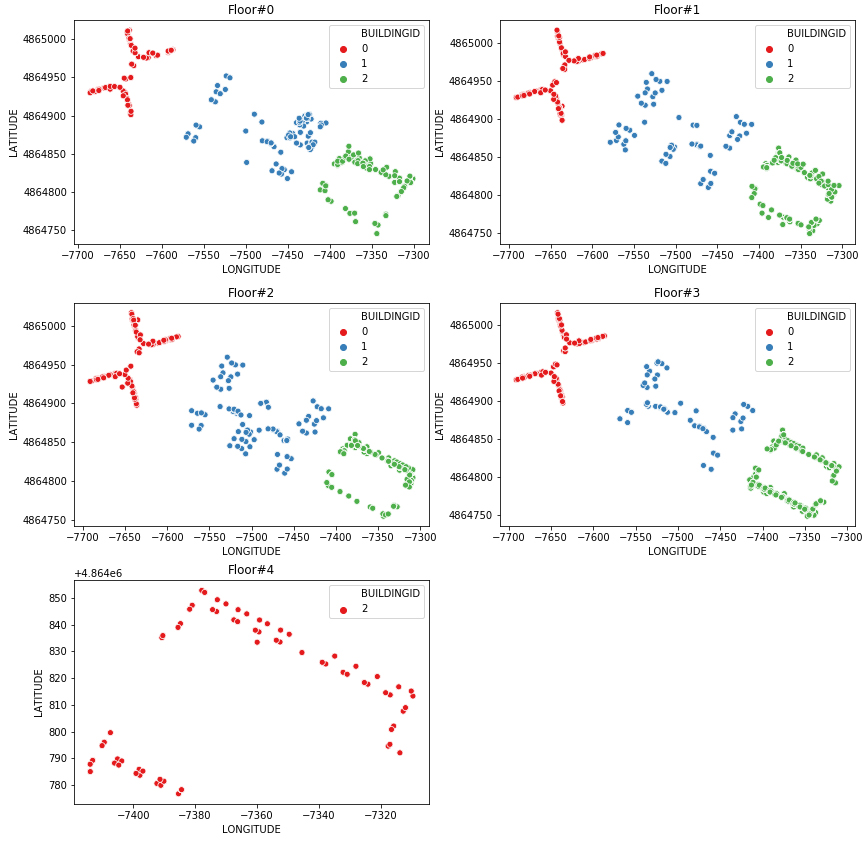 Floor#0
BUILDINGID
0
1
2
4865000
4864950
4864900
4864850
4864800
4864750
LATITUDE
−7700 −7650 −7600 −7550 −7500 −7450 −7400 −7350 −7300
LONGITUDE
Floor#1
BUILDINGID
0
1
2
4865000
4864950
4864900
4864850
4864800
4864750
LATITUDE
−7700 −7650 −7600 −7550 −7500 −7450 −7400 −7350 −7300
LONGITUDE
Floor#2
BUILDINGID
0
1
2
4865000
4864950
4864900
4864850
4864800
4864750
LATITUDE
−7700 −7650 −7600 −7550 −7500 −7450 −7400 −7350 −7300
LONGITUDE
Floor#3
BUILDINGID
0
1
2
4865000
4864950
4864900
4864850
4864800
4864750
LATITUDE
−7700 −7650 −7600 −7550 −7500 −7450 −7400 −7350 −7300
LONGITUDE
Floor#4
+4.864e6
BUILDINGID
2
850
840
830
820
810
800
790
780
LATITUDE
−7400 −7380 −7360 −7340 −7320
LONGITUDE